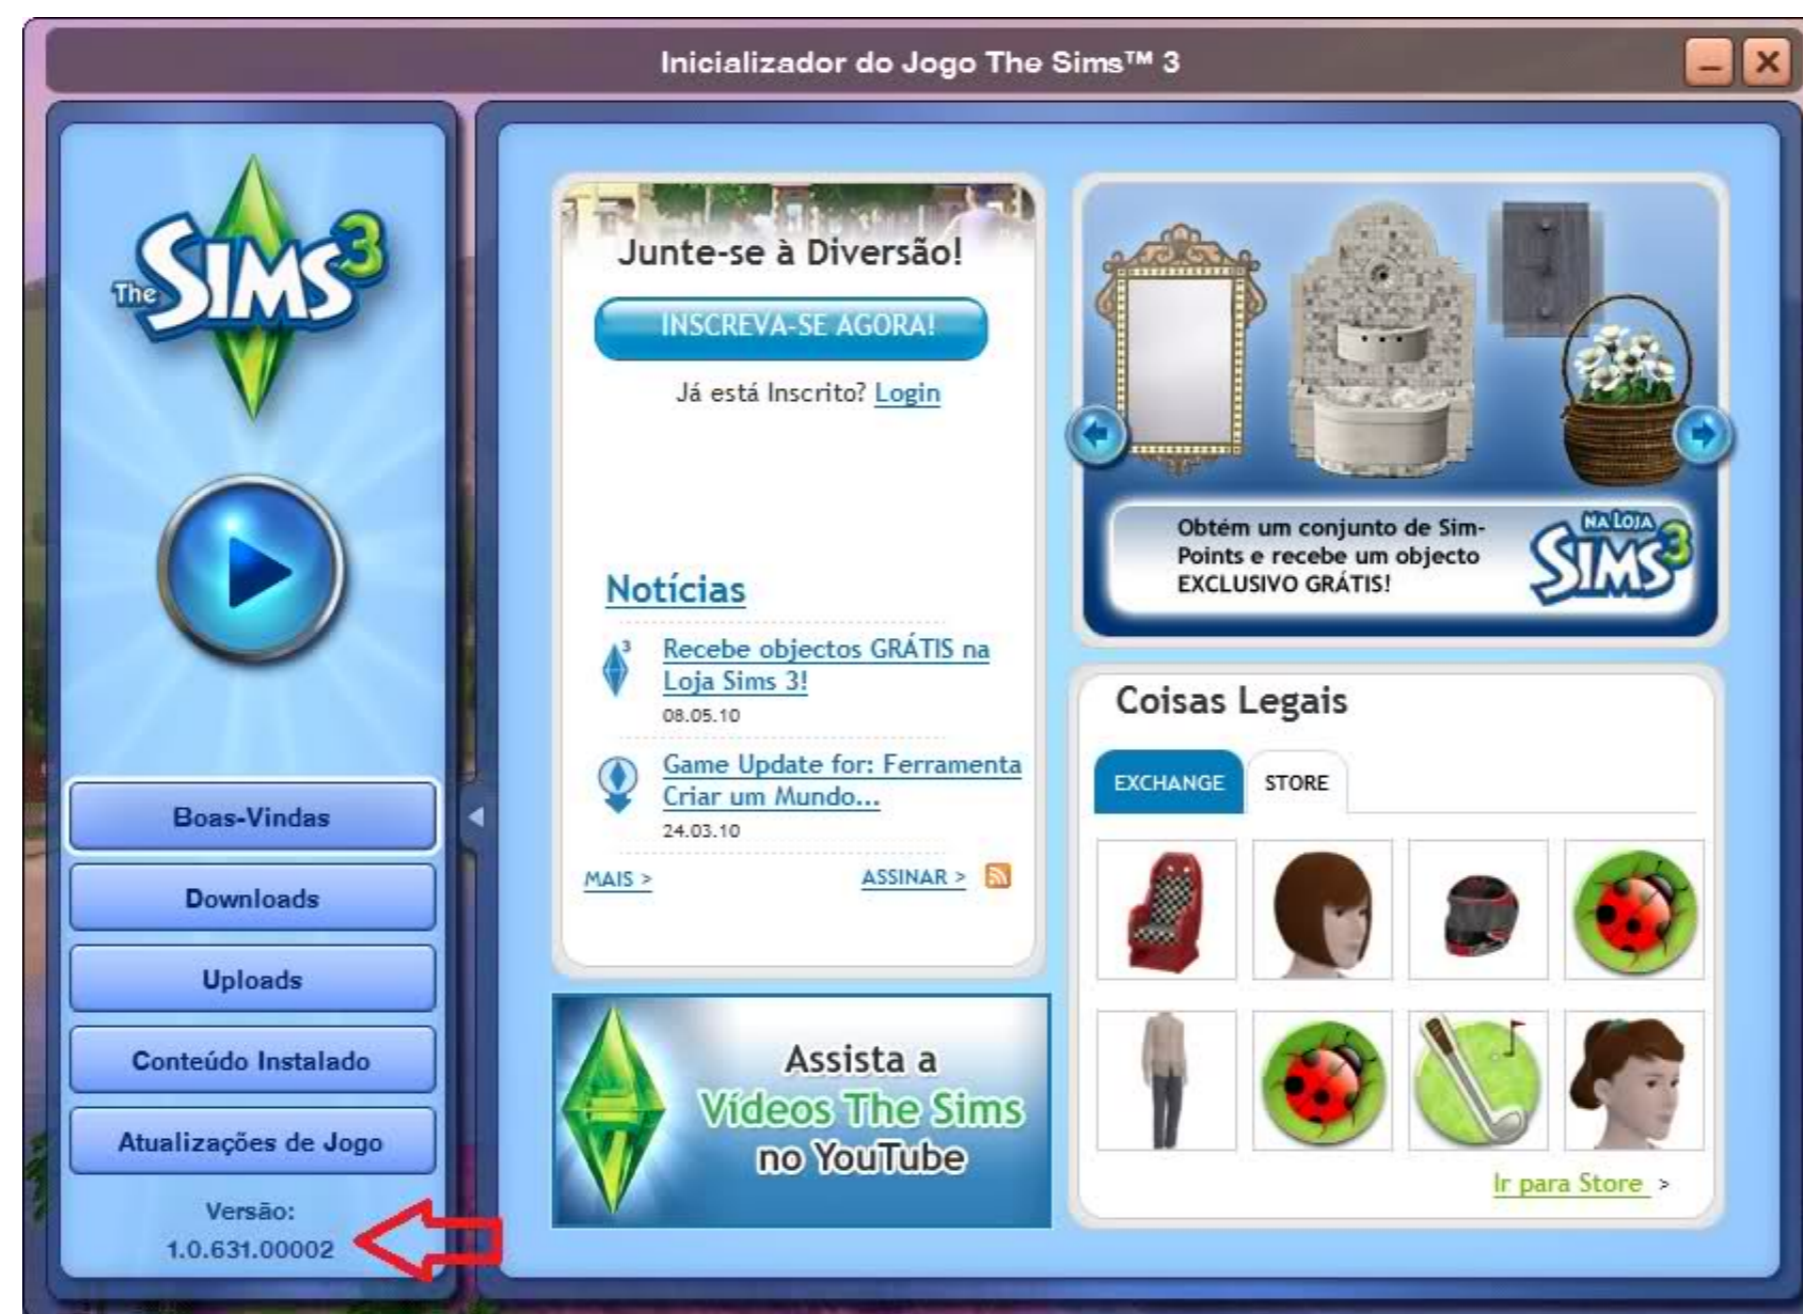 Inicializador do Jogo The Sims™ 3
The SIMS 3
Boas-Vindas
Downloads
Uploads
Conteúdo Instalado
Atualizações de Jogo
Versão:
1.0.631.00002
Junte-se à Diversão!
INSCREVA-SE AGORA!
Já está Inscrito? Login
Notícias
Recebe objectos GRÁTIS na
Loja Sims 3!
08.05.10
Game Update for: Ferramenta
Criar um Mundo...
24.03.10
MAIS >
ASSINAR >
Assista a
Vídeos The Sims
no YouTube
Obtém um conjunto de Sim-
Points e recebe um objecto
EXCLUSIVO GRÁTIS!
NA LOJA
SIMS 3
Coisas Legais
EXCHANGE
STORE
Ir para Store >